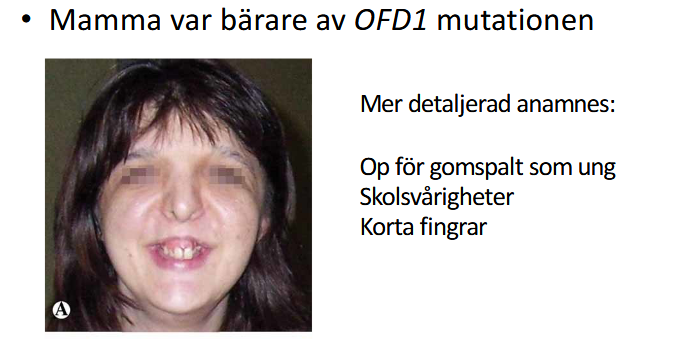 • Mamma var bärare av OFD1 mutationen
Mer detaljerad anamnes:
Op för gomspalt som ung
Skolsvårigheter
Korta fingrar
A